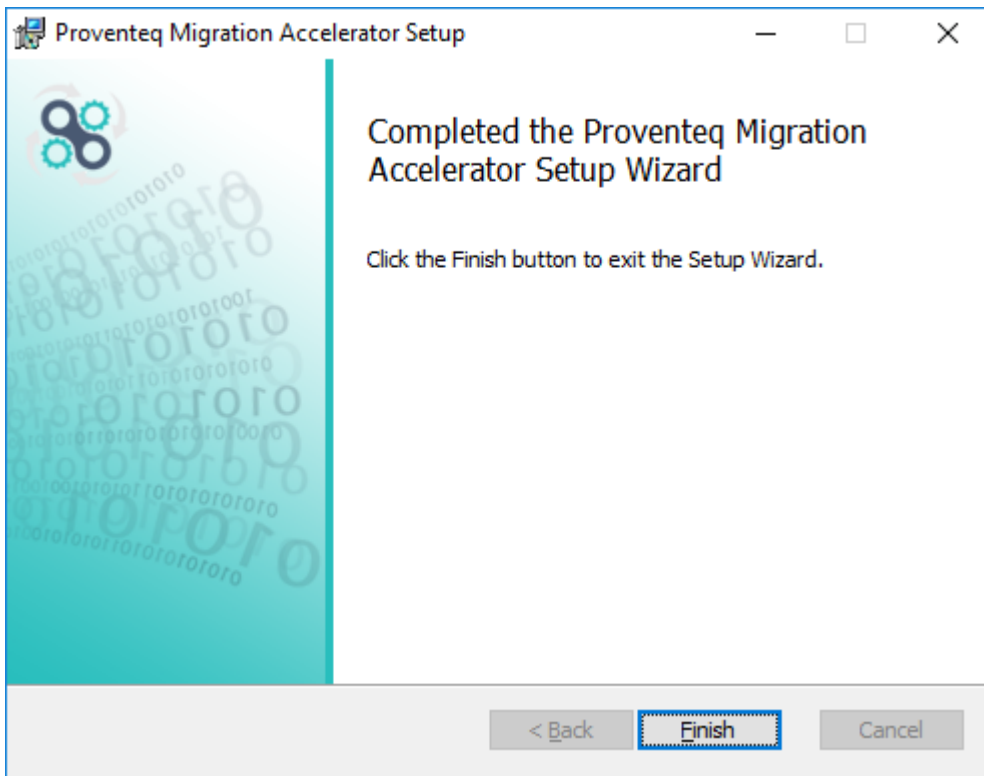 Proventeq Migration Accelerator Setup
Completed the Proventeq Migration
Accelerator Setup Wizard
Click the Finish button to exit the Setup Wizard.
< Back
Finish
Cancel